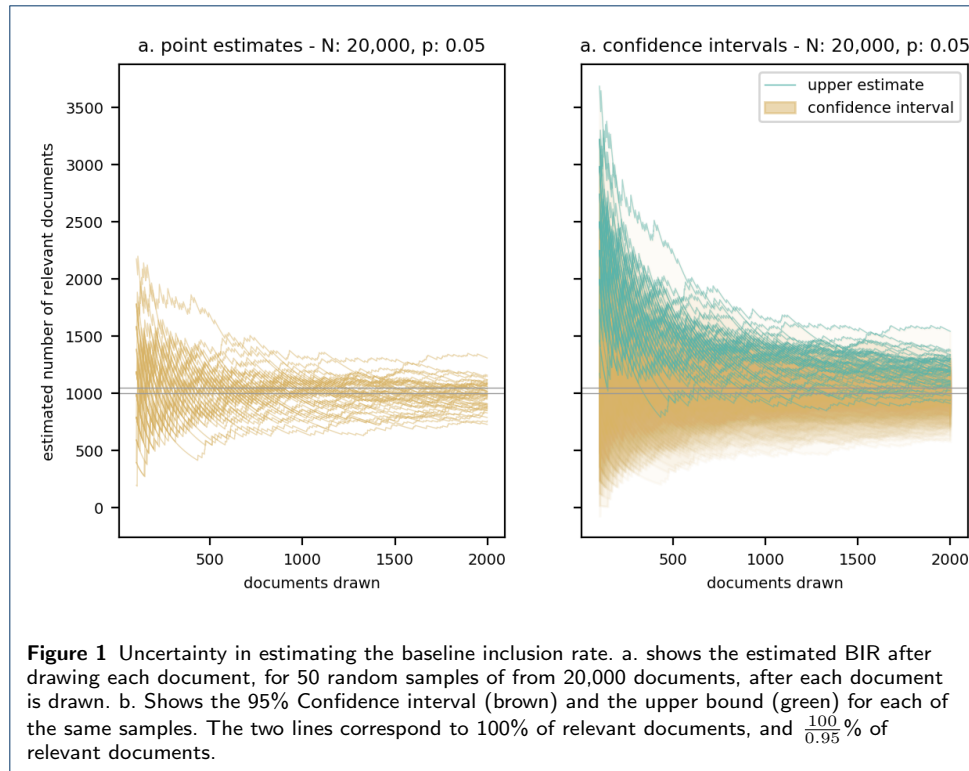 a. point estimates - N: 20,000, p: 0.05
a. confidence intervals - N: 20,000, p: 0.05
upper estimate
confidence interval
estimated number of relevant documents
3500
3000
2500
2000
1500
1000
500
0
500
1000
1500
2000
documents drawn
500
1000
1500
2000
documents drawn
Figure 1 Uncertainty in estimating the baseline inclusion rate. a. shows the estimated BIR after
drawing each document, for 50 random samples of from 20,000 documents, after each document
is drawn. b. Shows the 95% Confidence interval (brown) and the upper bound (green) for each of
the same samples. The two lines correspond to 100% of relevant documents, and 100/0.95% of
relevant documents.